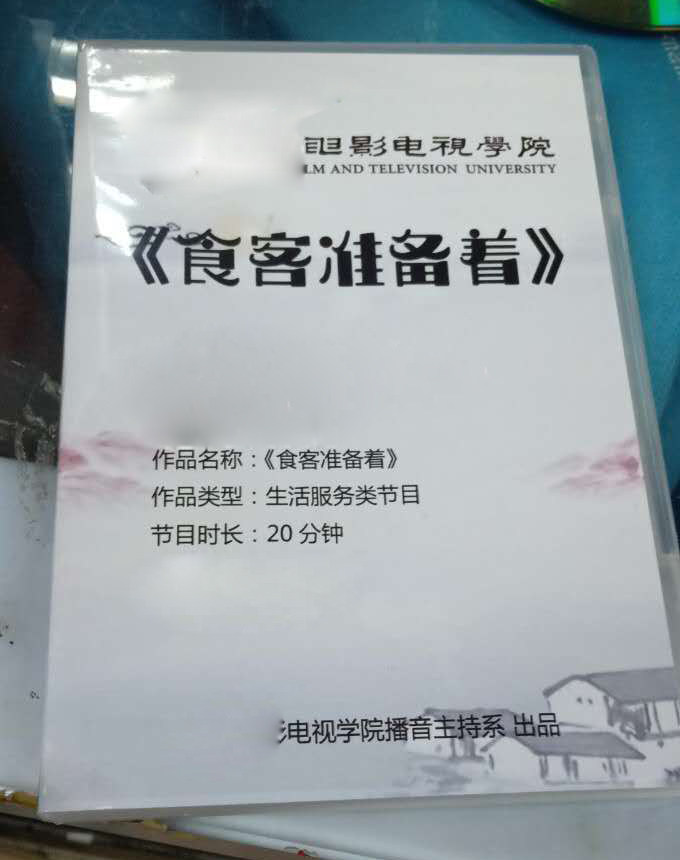 影电視學院
LM AND TELEVISION UNIVERSITY
《食客准备着》
作品名称：《食客准备着》
作品类型：生活服务类节目
节目时长：20 分钟
电视学院播音主持系 出品